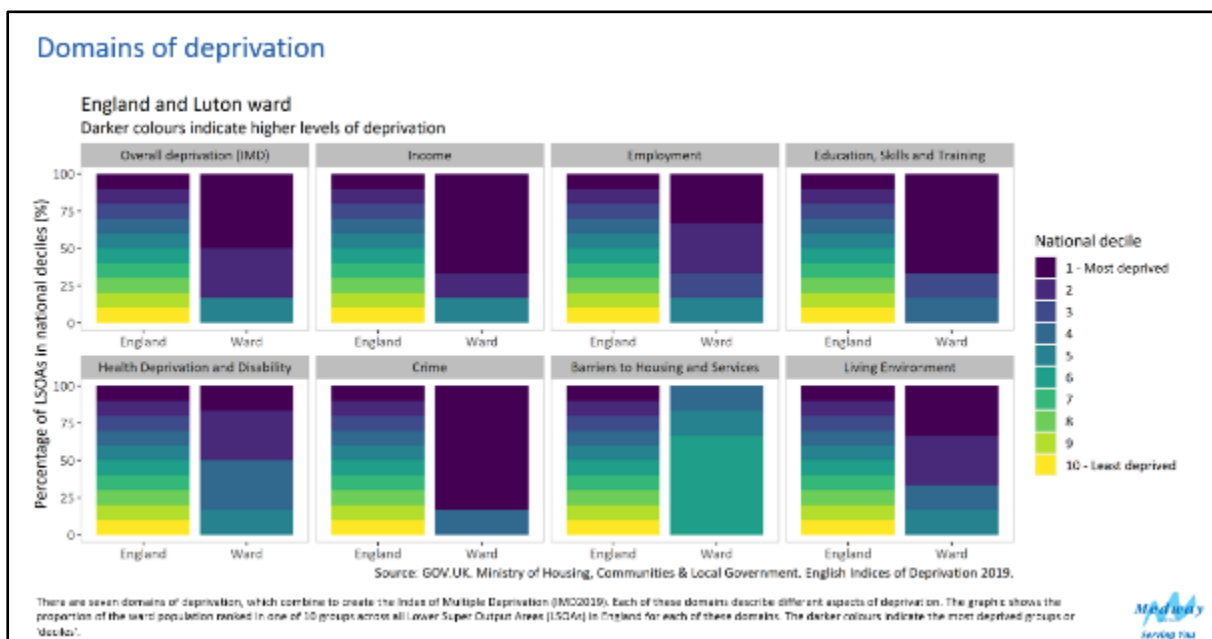 Domains of deprivation
England and Luton ward
Darker colours indicate higher levels of deprivation
Overall deprivation (IMD)
Income
Employment
Education, Skills and Training
Percentage of LSOAs in national deciles (%)
100
75
50
25
0
England
Ward
England
Ward
England
Ward
England
Ward
Health Deprivation and Disability
Crime
Barriers to Housing and Services
Living Environment
100
75
50
25
0
England
Ward
England
Ward
England
Ward
England
Ward
National decile
1 - Most deprived
2
3
4
5
6
7
8
9
10 - Least deprived
Source: GOV.UK. Ministry of Housing, Communities & Local Government. English Indices of Deprivation 2019.
There are seven domains of deprivation, which combine to create the Index of Multiple Deprivation (IMD2019). Each of these domains describe different aspects of deprivation. The graphic shows the
proportion of the ward population ranked in one of 10 groups across all Lower Super Output Areas (LSOAs) in England for each of these domains. The darker colours indicate the most deprived groups or
'deciles'.
Medway
Serving You